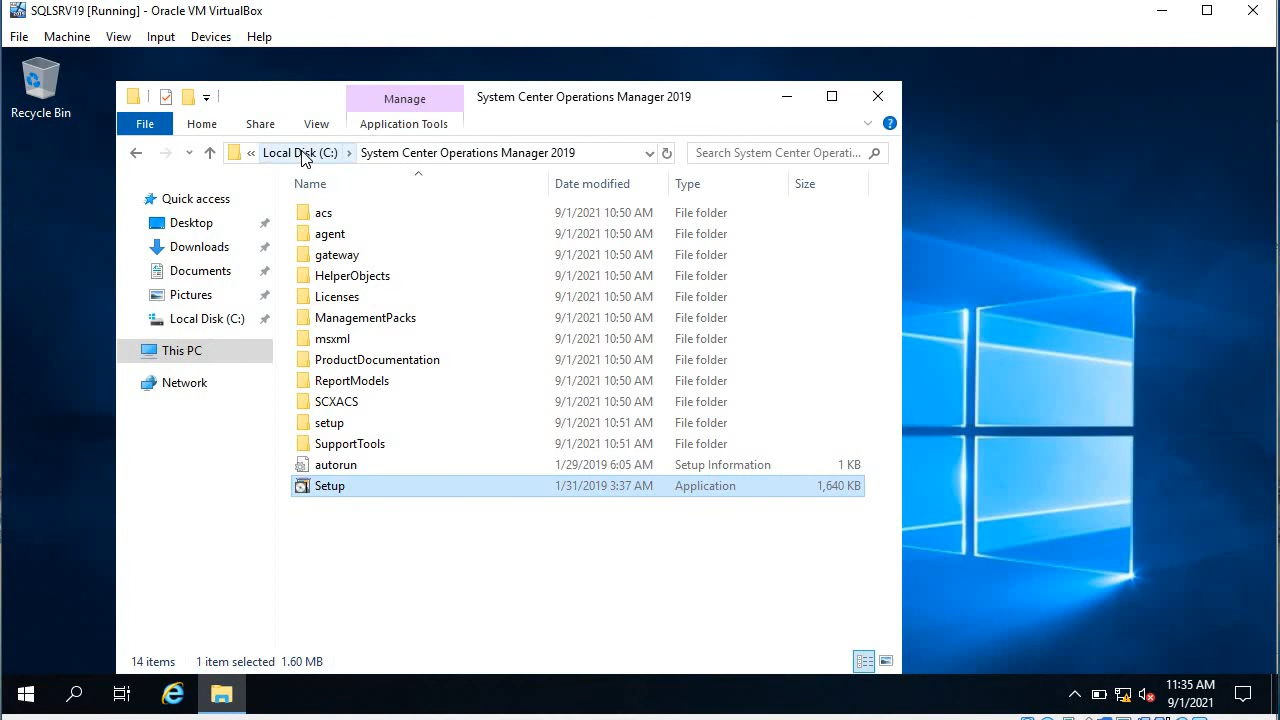 SQLSRV19 [Running] - Oracle VM VirtualBox
File Machine View Input Devices Help
Recycle Bin
Manage System Center Operations Manager 2019
File Home Share View Application Tools
« Local Disk (C:) > System Center Operations Manager 2019 Search System Center Operati...
Name Date modified Type Size
Quick access
Desktop
Downloads
Documents
Pictures
Local Disk (C:)
This PC
Network
acs 9/1/2021 10:50 AM File folder
agent 9/1/2021 10:50 AM File folder
gateway 9/1/2021 10:50 AM File folder
HelperObjects 9/1/2021 10:50 AM File folder
Licenses 9/1/2021 10:50 AM File folder
ManagementPacks 9/1/2021 10:50 AM File folder
msxml 9/1/2021 10:50 AM File folder
ProductDocumentation 9/1/2021 10:50 AM File folder
ReportModels 9/1/2021 10:50 AM File folder
SCXACS 9/1/2021 10:50 AM File folder
setup 9/1/2021 10:51 AM File folder
SupportTools 9/1/2021 10:51 AM File folder
autorun 1/29/2019 6:05 AM Setup Information 1 KB
Setup 1/31/2019 3:37 AM Application 1,640 KB
14 items 1 item selected 1.60 MB
11:35 AM
9/1/2021